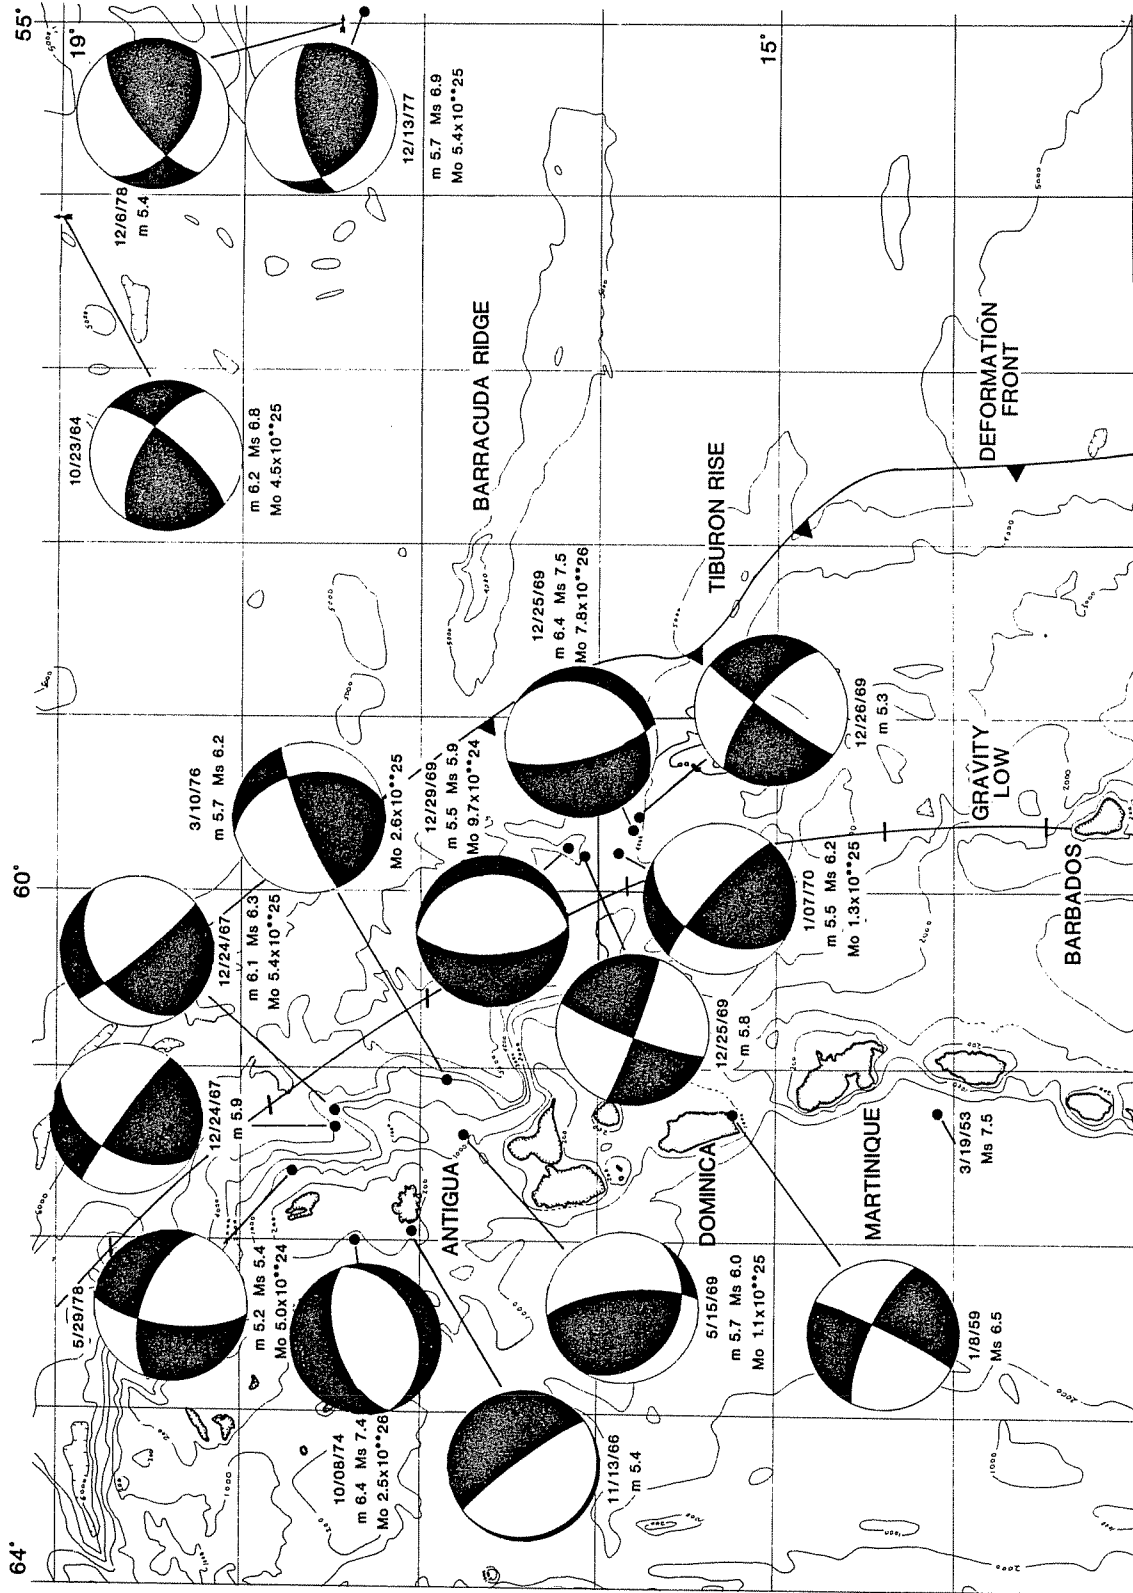 64°
60°
55°
19°
15°
12/6/78
m 5.4
12/13/77
m 5.7 Ms 6.9
Mo 5.4x10**25
10/23/64
m 6.2 Ms 6.8
Mo 4.5x10**25
BARRACUDA RIDGE
TIBURON RISE
DEFORMATION
FRONT
12/25/69
m 6.4 Ms 7.5
Mo 7.8x10**26
12/26/69
m 5.3
3/10/76
m 5.7 Ms 6.2
Mo 2.6x10**25
12/29/69
m 5.5 Ms 5.9
Mo 9.7x10**24
GRAVITY
LOW
1/07/70
m 5.5 Ms 6.2
Mo 1.3x10**25
BARBADOS
12/24/67
m 6.1 Ms 6.3
Mo 5.4x10**25
12/25/69
m 5.8
12/24/67
m 5.9
3/19/53
Ms 7.5
ANTIGUA
DOMINICA
MARTINIQUE
5/29/78
m 5.2 Ms 5.4
Mo 5.0x10**24
5/15/69
m 5.7 Ms 6.0
Mo 1.1x10**25
1/8/59
Ms 6.5
10/08/74
m 6.4 Ms 7.4
Mo 2.5x10**26
11/13/66
m 5.4